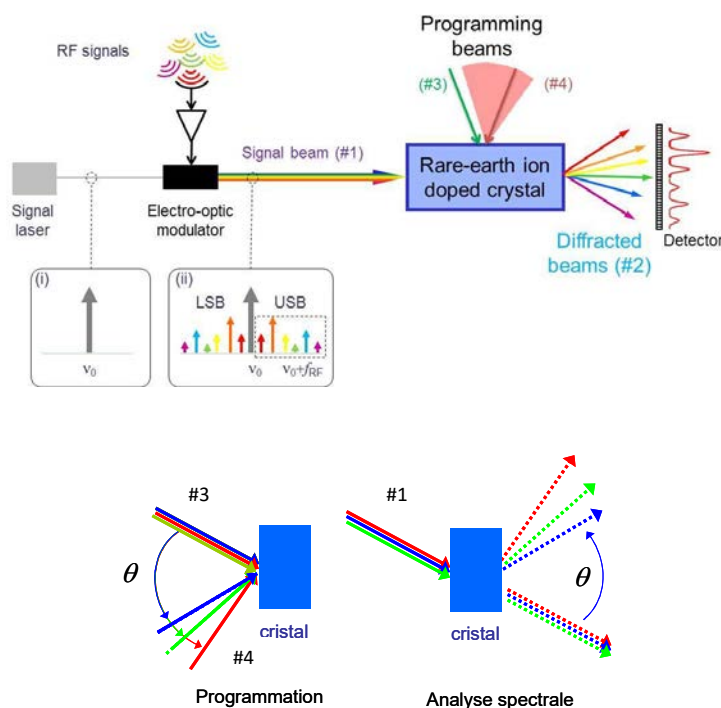 RF signals
Programming
beams
(#3)
(#4)
Signal beam (#1)
Rare-earth ion
doped crystal
Signal
laser
Electro-optic
modulator
Diffracted
beams (#2)
Detector
(i)
ν0
(ii)
LSB
USB
ν0
ν0+fRF
#3
θ
cristal
#4
Programmation
#1
cristal
θ
Analyse spectrale